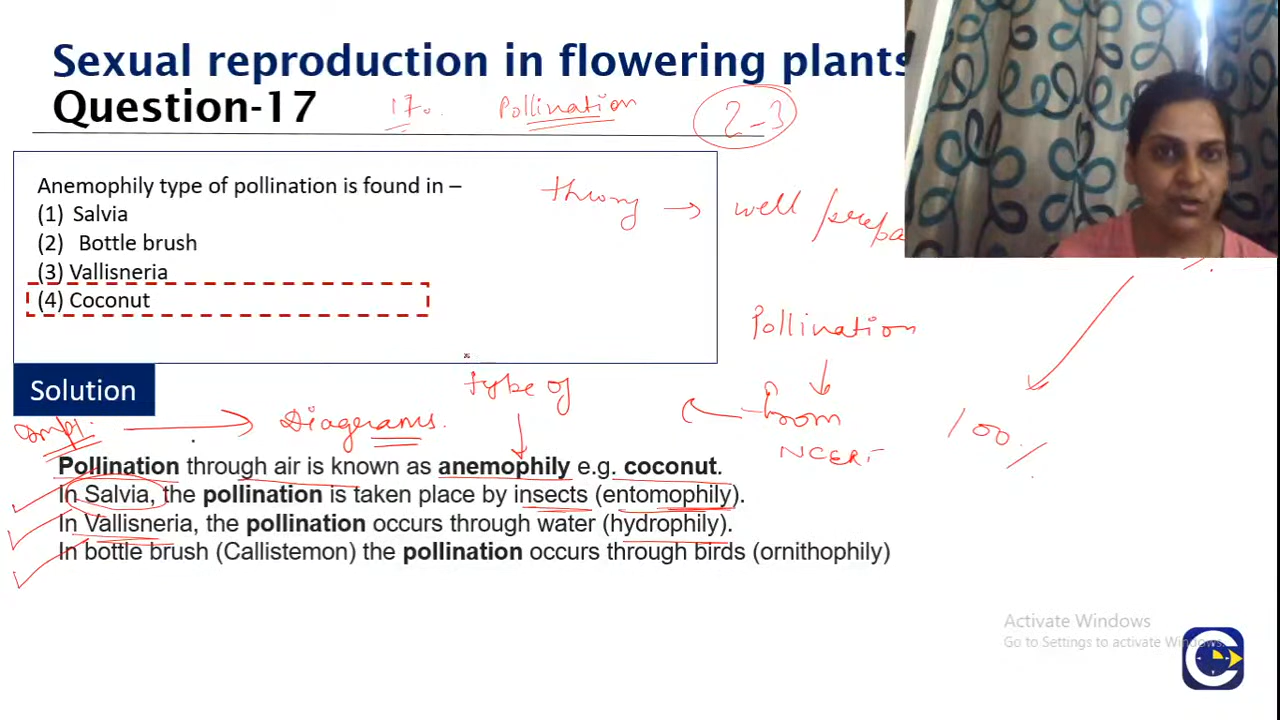 Sexual reproduction in flowering plants
Question-17
170. Pollination 2-3
Anemophily type of pollination is found in –
(1) Salvia
(2) Bottle brush
(3) Vallisneria
(4) Coconut
theory → well prepa
Pollination
from
NCERT
100%
Solution
type of
Diagrams.
Pollination through air is known as anemophily e.g. coconut.
In Salvia, the pollination is taken place by insects (entomophily).
In Vallisneria, the pollination occurs through water (hydrophily).
In bottle brush (Callistemon) the pollination occurs through birds (ornithophily)
Activate Windows
Go to Settings to activate Windows.